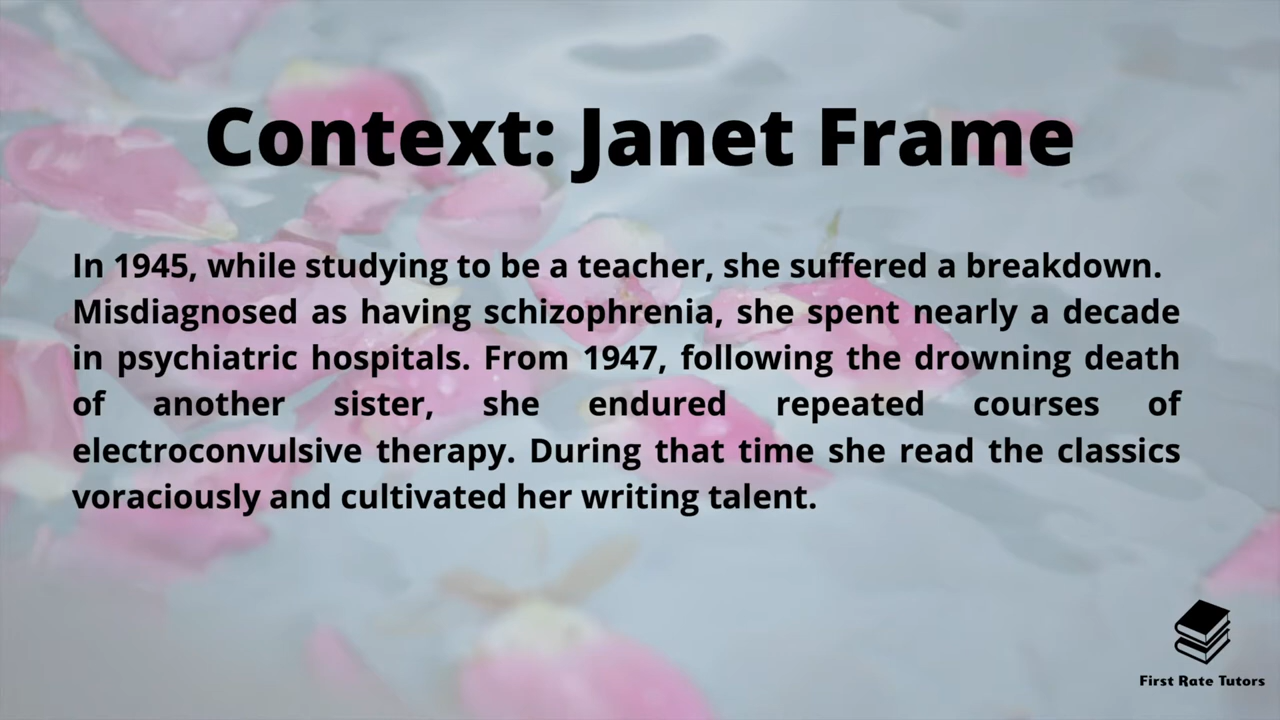 Context: Janet Frame
In 1945, while studying to be a teacher, she suffered a breakdown.
Misdiagnosed as having schizophrenia, she spent nearly a decade
in psychiatric hospitals. From 1947, following the drowning death
of another sister, she endured repeated courses of
electroconvulsive therapy. During that time she read the classics
voraciously and cultivated her writing talent.
First Rate Tutors